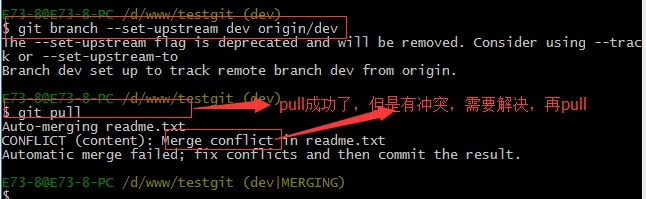 E73-8@E73-8-PC /d/www/testgit (dev)
$ git branch --set-upstream dev origin/dev
The --set-upstream flag is deprecated and will be removed. Consider using --trac
k or --set-upstream-to
Branch dev set up to track remote branch dev from origin.
E73-8@E73-8-PC /d/www/testgit (dev)
$ git pull
pull成功了，但是有冲突，需要解决，再pull
Auto-merging readme.txt
CONFLICT (content): Merge conflict in readme.txt
Automatic merge failed; fix conflicts and then commit the result.
E73-8@E73-8-PC /d/www/testgit (dev|MERGING)
$